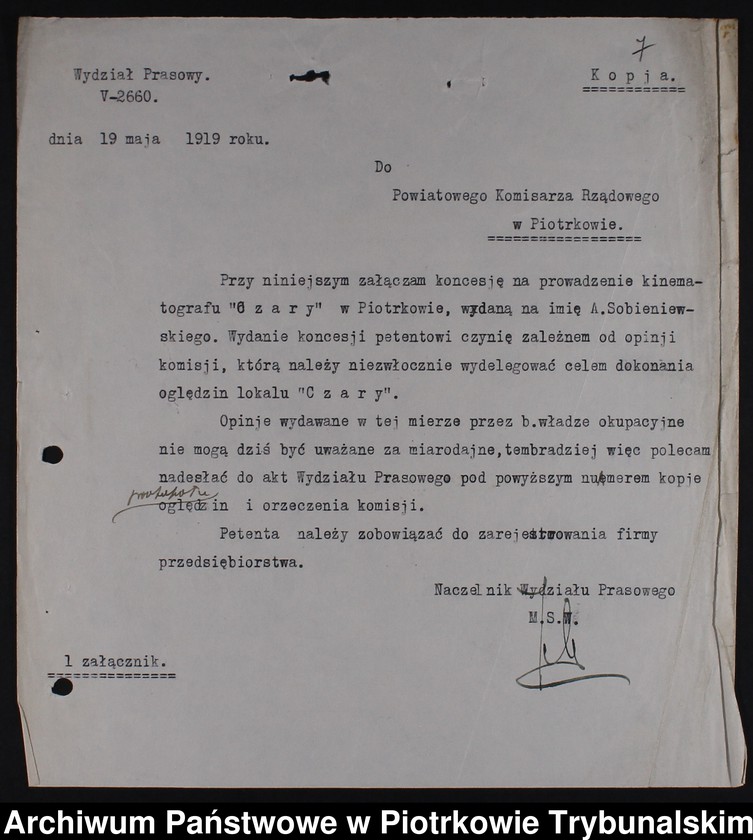 7
Wydział Prasowy.
K o p j a.
V-2660.
dnia 19 maja 1919 roku.
Do
Powiatowego Komisarza Rządowego
w Piotrkowie.
Przy niniejszym załączam koncesję na prowadzenie kinema-
tografu "C z a r y" w Piotrkowie, wydaną na imię A.Sobieniew-
skiego. Wydanie koncesji petentowi czynię zależnem od opinji
komisji, którą należy niezwłocznie wydelegować celem dokonania
oględzin lokalu "C z a r y".
Opinje wydawane w tej mierze przez b.władze okupacyjne
nie mogą dziś być uważane za miarodajne,tembradziej więc polecam
nadesłać do akt Wydziału Prasowego pod powyższym numerem kopje
oględzin i orzeczenia komisji.
Petenta należy zobowiązać do zarejestrowania firmy
przedsiębiorstwa.
Naczelnik Wydziału Prasowego
M.S.W.
1 załącznik.
Archiwum Państwowe w Piotrkowie Trybunalskim